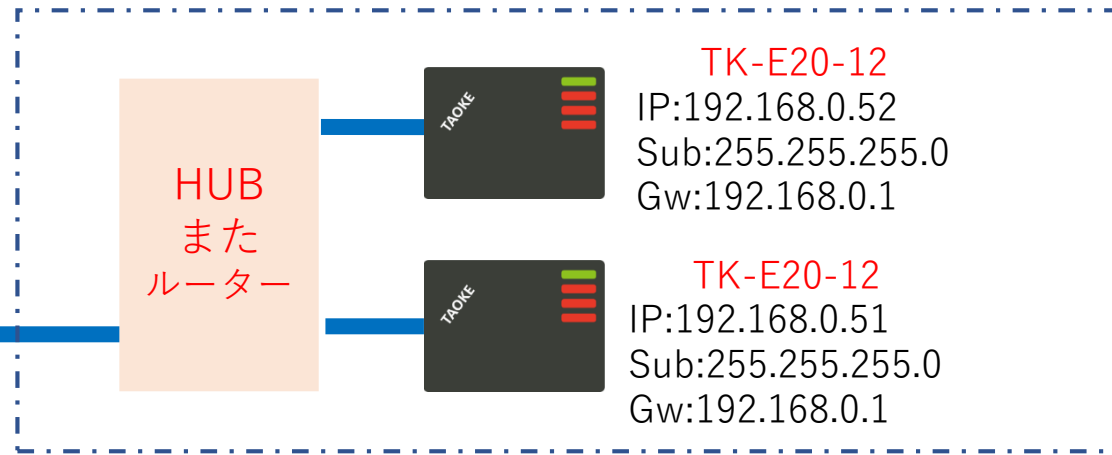 HUB
また
ルーター
TAOKE
TK-E20-12
IP:192.168.0.52
Sub:255.255.255.0
Gw:192.168.0.1
TAOKE
TK-E20-12
IP:192.168.0.51
Sub:255.255.255.0
Gw:192.168.0.1